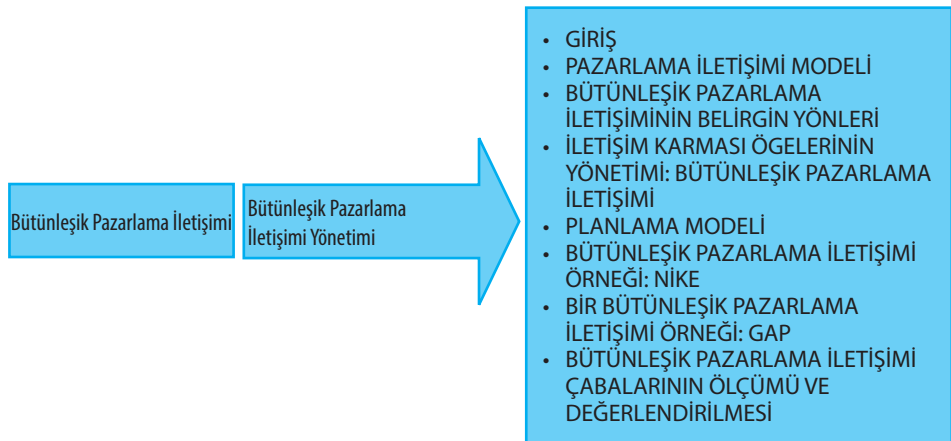 Bütünleşik Pazarlama İletişimi
Bütünleşik Pazarlama
İletişimi Yönetimi
• GİRİŞ
• PAZARLAMA İLETİŞİMİ MODELİ
• BÜTÜNLEŞİK PAZARLAMA
İLETİŞİMİNİN BELİRGİN YÖNLERİ
• İLETİŞİM KARMASI ÖGELERİNİN
YÖNETİMİ: BÜTÜNLEŞİK PAZARLAMA
İLETİŞİMİ
• PLANLAMA MODELİ
• BÜTÜNLEŞİK PAZARLAMA İLETİŞİMİ
ÖRNEĞİ: NİKE
• BİR BÜTÜNLEŞİK PAZARLAMA
İLETİŞİMİ ÖRNEĞİ: GAP
• BÜTÜNLEŞİK PAZARLAMA İLETİŞİMİ
ÇABALARININ ÖLÇÜMÜ VE
DEĞERLENDİRİLMESİ